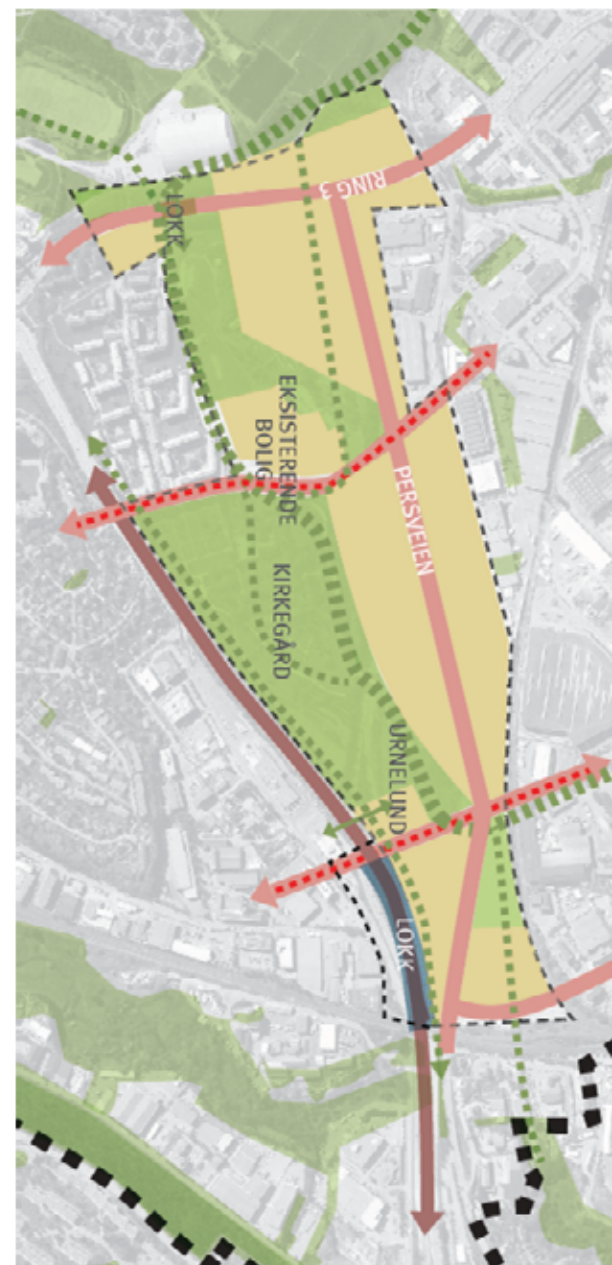 RING 3
LOKK
EKSISTERENDE
BOLIG
PERSVEIEN
KIRKEGÅRD
URNELUND
LOKK